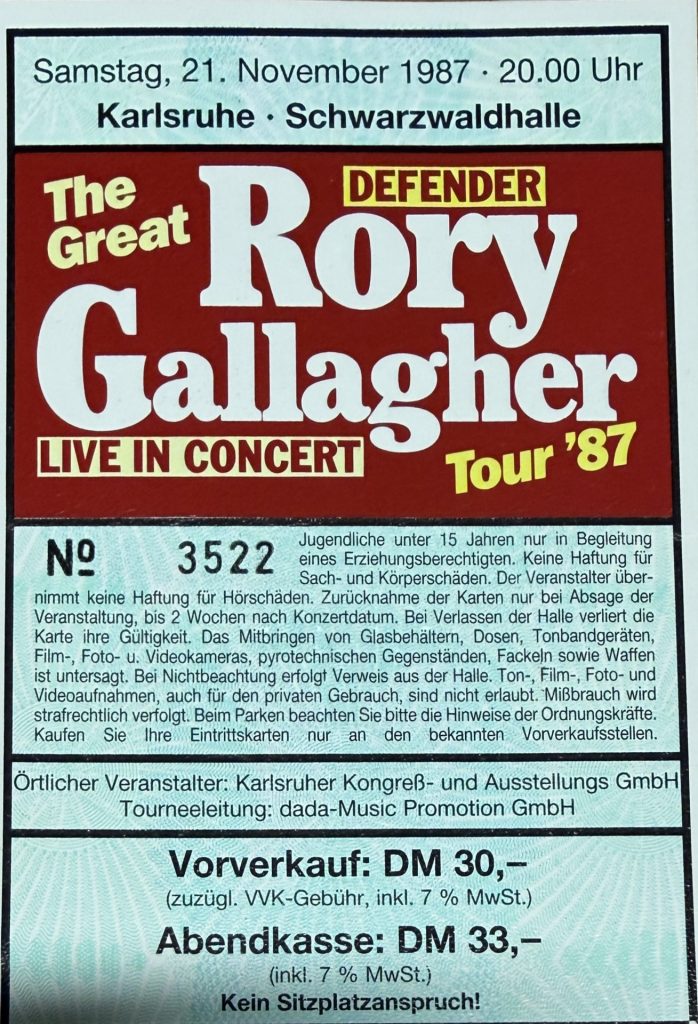 Samstag, 21. November 1987 · 20.00 Uhr
Karlsruhe · Schwarzwaldhalle
The
Great
DEFENDER
Rory
Gallagher
LIVE IN CONCERT
Tour '87
Nº 3522
Jugendliche unter 15 Jahren nur in Begleitung
eines Erziehungsberechtigten. Keine Haftung für
Sach- und Körperschäden. Der Veranstalter über-
nimmt keine Haftung für Hörschäden. Zurücknahme der Karten nur bei Absage der
Veranstaltung, bis 2 Wochen nach Konzertdatum. Bei Verlassen der Halle verliert die
Karte ihre Gültigkeit. Das Mitbringen von Glasbehältern, Dosen, Tonbandgeräten,
Film-, Foto- u. Videokameras, pyrotechnischen Gegenständen, Fackeln sowie Waffen
ist untersagt. Bei Nichtbeachtung erfolgt Verweis aus der Halle. Ton-, Film-, Foto- und
Videoaufnahmen, auch für den privaten Gebrauch, sind nicht erlaubt. Mißbrauch wird
strafrechtlich verfolgt. Beim Parken beachten Sie bitte die Hinweise der Ordnungskräfte.
Kaufen Sie Ihre Eintrittskarten nur an den bekannten Vorverkaufsstellen.
Örtlicher Veranstalter: Karlsruher Kongreß- und Ausstellungs GmbH
Tourneeleitung: dada-Music Promotion GmbH
Vorverkauf: DM 30,–
(zuzügl. VVK-Gebühr, inkl. 7 % MwSt.)
Abendkasse: DM 33,–
(inkl. 7 % MwSt.)
Kein Sitzplatzanspruch!